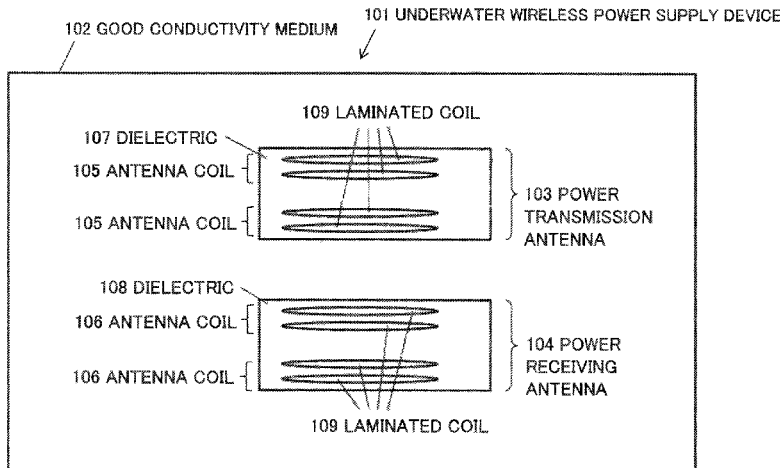 101 UNDERWATER WIRELESS POWER SUPPLY DEVICE
102 GOOD CONDUCTIVITY MEDIUM
109 LAMINATED COIL
107 DIELECTRIC
105 ANTENNA COIL
105 ANTENNA COIL
103 POWER
TRANSMISSION
ANTENNA
108 DIELECTRIC
106 ANTENNA COIL
106 ANTENNA COIL
104 POWER
RECEIVING
ANTENNA
109 LAMINATED COIL